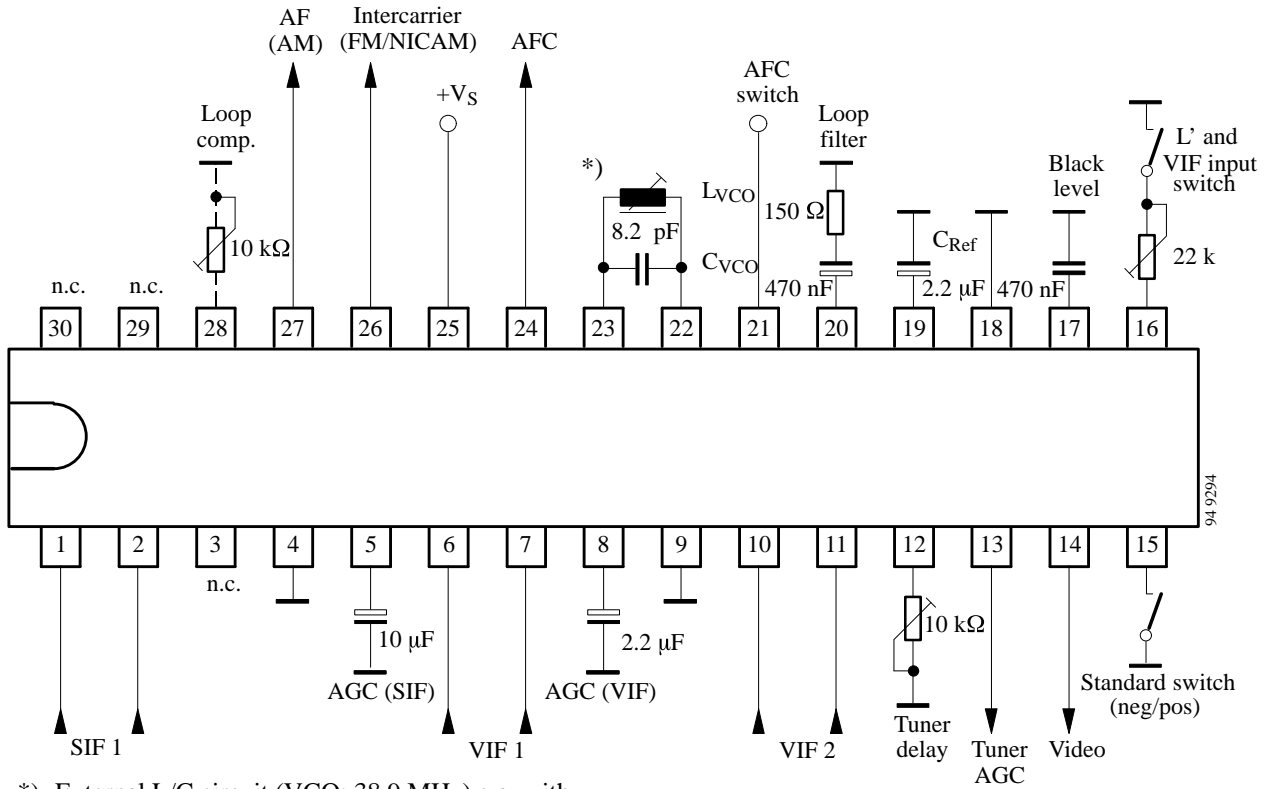 AF
(AM)
Intercarrier
(FM/NICAM)
AFC
+VS
AFC
switch
Loop
comp.
Loop
filter
*)
LVCO
8.2 pF
CVCO
150 Ω
Black
level
L' and
VIF input
switch
10 kΩ
CRef
22 k
470 nF
2.2 µF
470 nF
n.c.
n.c.
30
29
28
27
26
25
24
23
22
21
20
19
18
17
16
94 9294
1
2
3
4
5
6
7
8
9
10
11
12
13
14
15
n.c.
10 µF
2.2 µF
10 kΩ
AGC (SIF)
AGC (VIF)
Standard switch
(neg/pos)
SIF 1
VIF 1
VIF 2
Tuner
delay
Tuner
AGC
Video